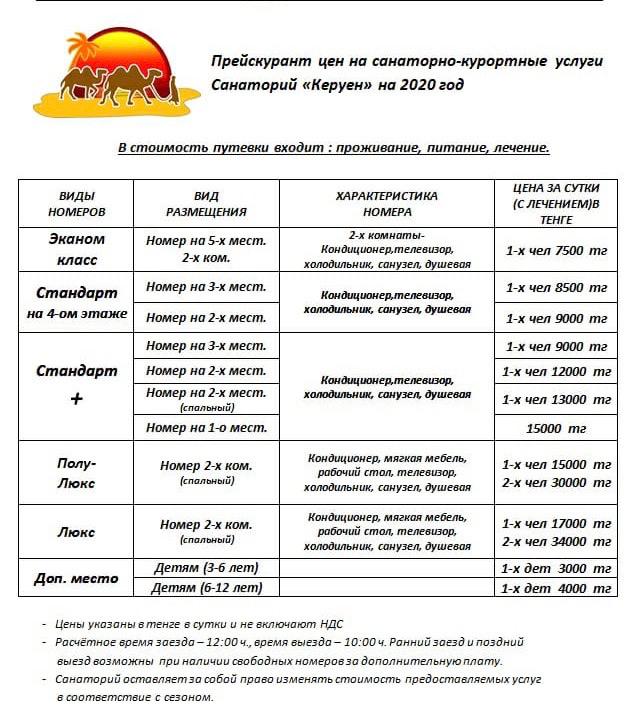 Прейскурант цен на санаторно-курортные услуги
Санаторий «Керуен» на 2020 год
В стоимость путевки входит : проживание, питание, лечение.
ВИДЫ
НОМЕРОВ
ВИД
РАЗМЕЩЕНИЯ
ХАРАКТЕРИСТИКА
НОМЕРА
ЦЕНА ЗА СУТКИ
(С ЛЕЧЕНИЕМ)В
ТЕНГЕ
Эканом
класс
Номер на 5-х мест.
2-х ком.
2-х комнаты-
Кондиционер,телевизор,
холодильник, санузел, душевая
1-х чел 7500 тг
Стандарт
на 4-ом этаже
Номер на 3-х мест.
Кондиционер,телевизор,
холодильник, санузел, душевая
1-х чел 8500 тг
Номер на 2-х мест.
1-х чел 9000 тг
Стандарт
+
Номер на 3-х мест.
Кондиционер,телевизор,
холодильник, санузел, душевая
1-х чел 9000 тг
Номер на 2-х мест.
1-х чел 12000 тг
Номер на 2-х мест.
(спальный)
1-х чел 13000 тг
Номер на 1-о мест.
15000 тг
Полу-
Люкс
Номер 2-х ком.
(спальный)
Кондиционер, мягкая мебель,
рабочий стол, телевизор,
холодильник, санузел, душевая
1-х чел 15000 тг
2-х чел 30000 тг
Люкс
Номер 2-х ком.
(спальный)
Кондиционер, мягкая мебель,
рабочий стол, телевизор,
холодильник, санузел, душевая
1-х чел 17000 тг
2-х чел 34000 тг
Доп. место
Детям (3-6 лет)
1-х дет 3000 тг
Детям (6-12 лет)
1-х дет 4000 тг
- Цены указаны в тенге в сутки и не включают НДС
- Расчётное время заезда – 12:00 ч., время выезда – 10:00 ч. Ранний заезд и поздний
выезд возможны при наличии свободных номеров за дополнительную плату.
- Санаторий оставляет за собой право изменять стоимость предоставляемых услуг
в соответствие с сезоном.